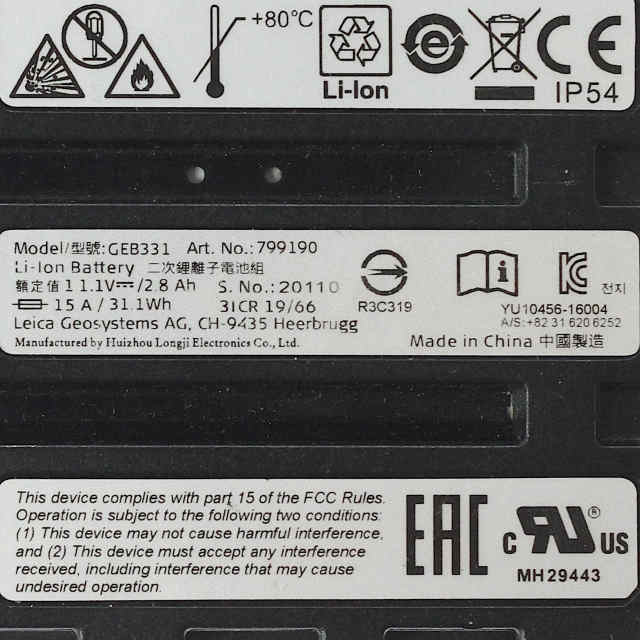 +80°C
Li-Ion
CE
IP54
Model/型號:GEB331 Art. No.:799190
Li-Ion Battery 二次鋰離子電池組
額定值11.1V⎓/2.8 Ah S. No.:20110
15 A / 31.1Wh 3ICR 19/66
R3C319
전지
YU10456-16004
A/S:+82 31 620 6252
Leica Geosystems AG, CH-9435 Heerbrugg
Manufactured by Huizhou Longji Electronics Co., Ltd.
Made in China 中國製造
This device complies with part 15 of the FCC Rules.
Operation is subject to the following two conditions:
(1) This device may not cause harmful interference,
and (2) This device must accept any interference
received, including interference that may cause
undesired operation.
EAC
c RU® US
MH29443